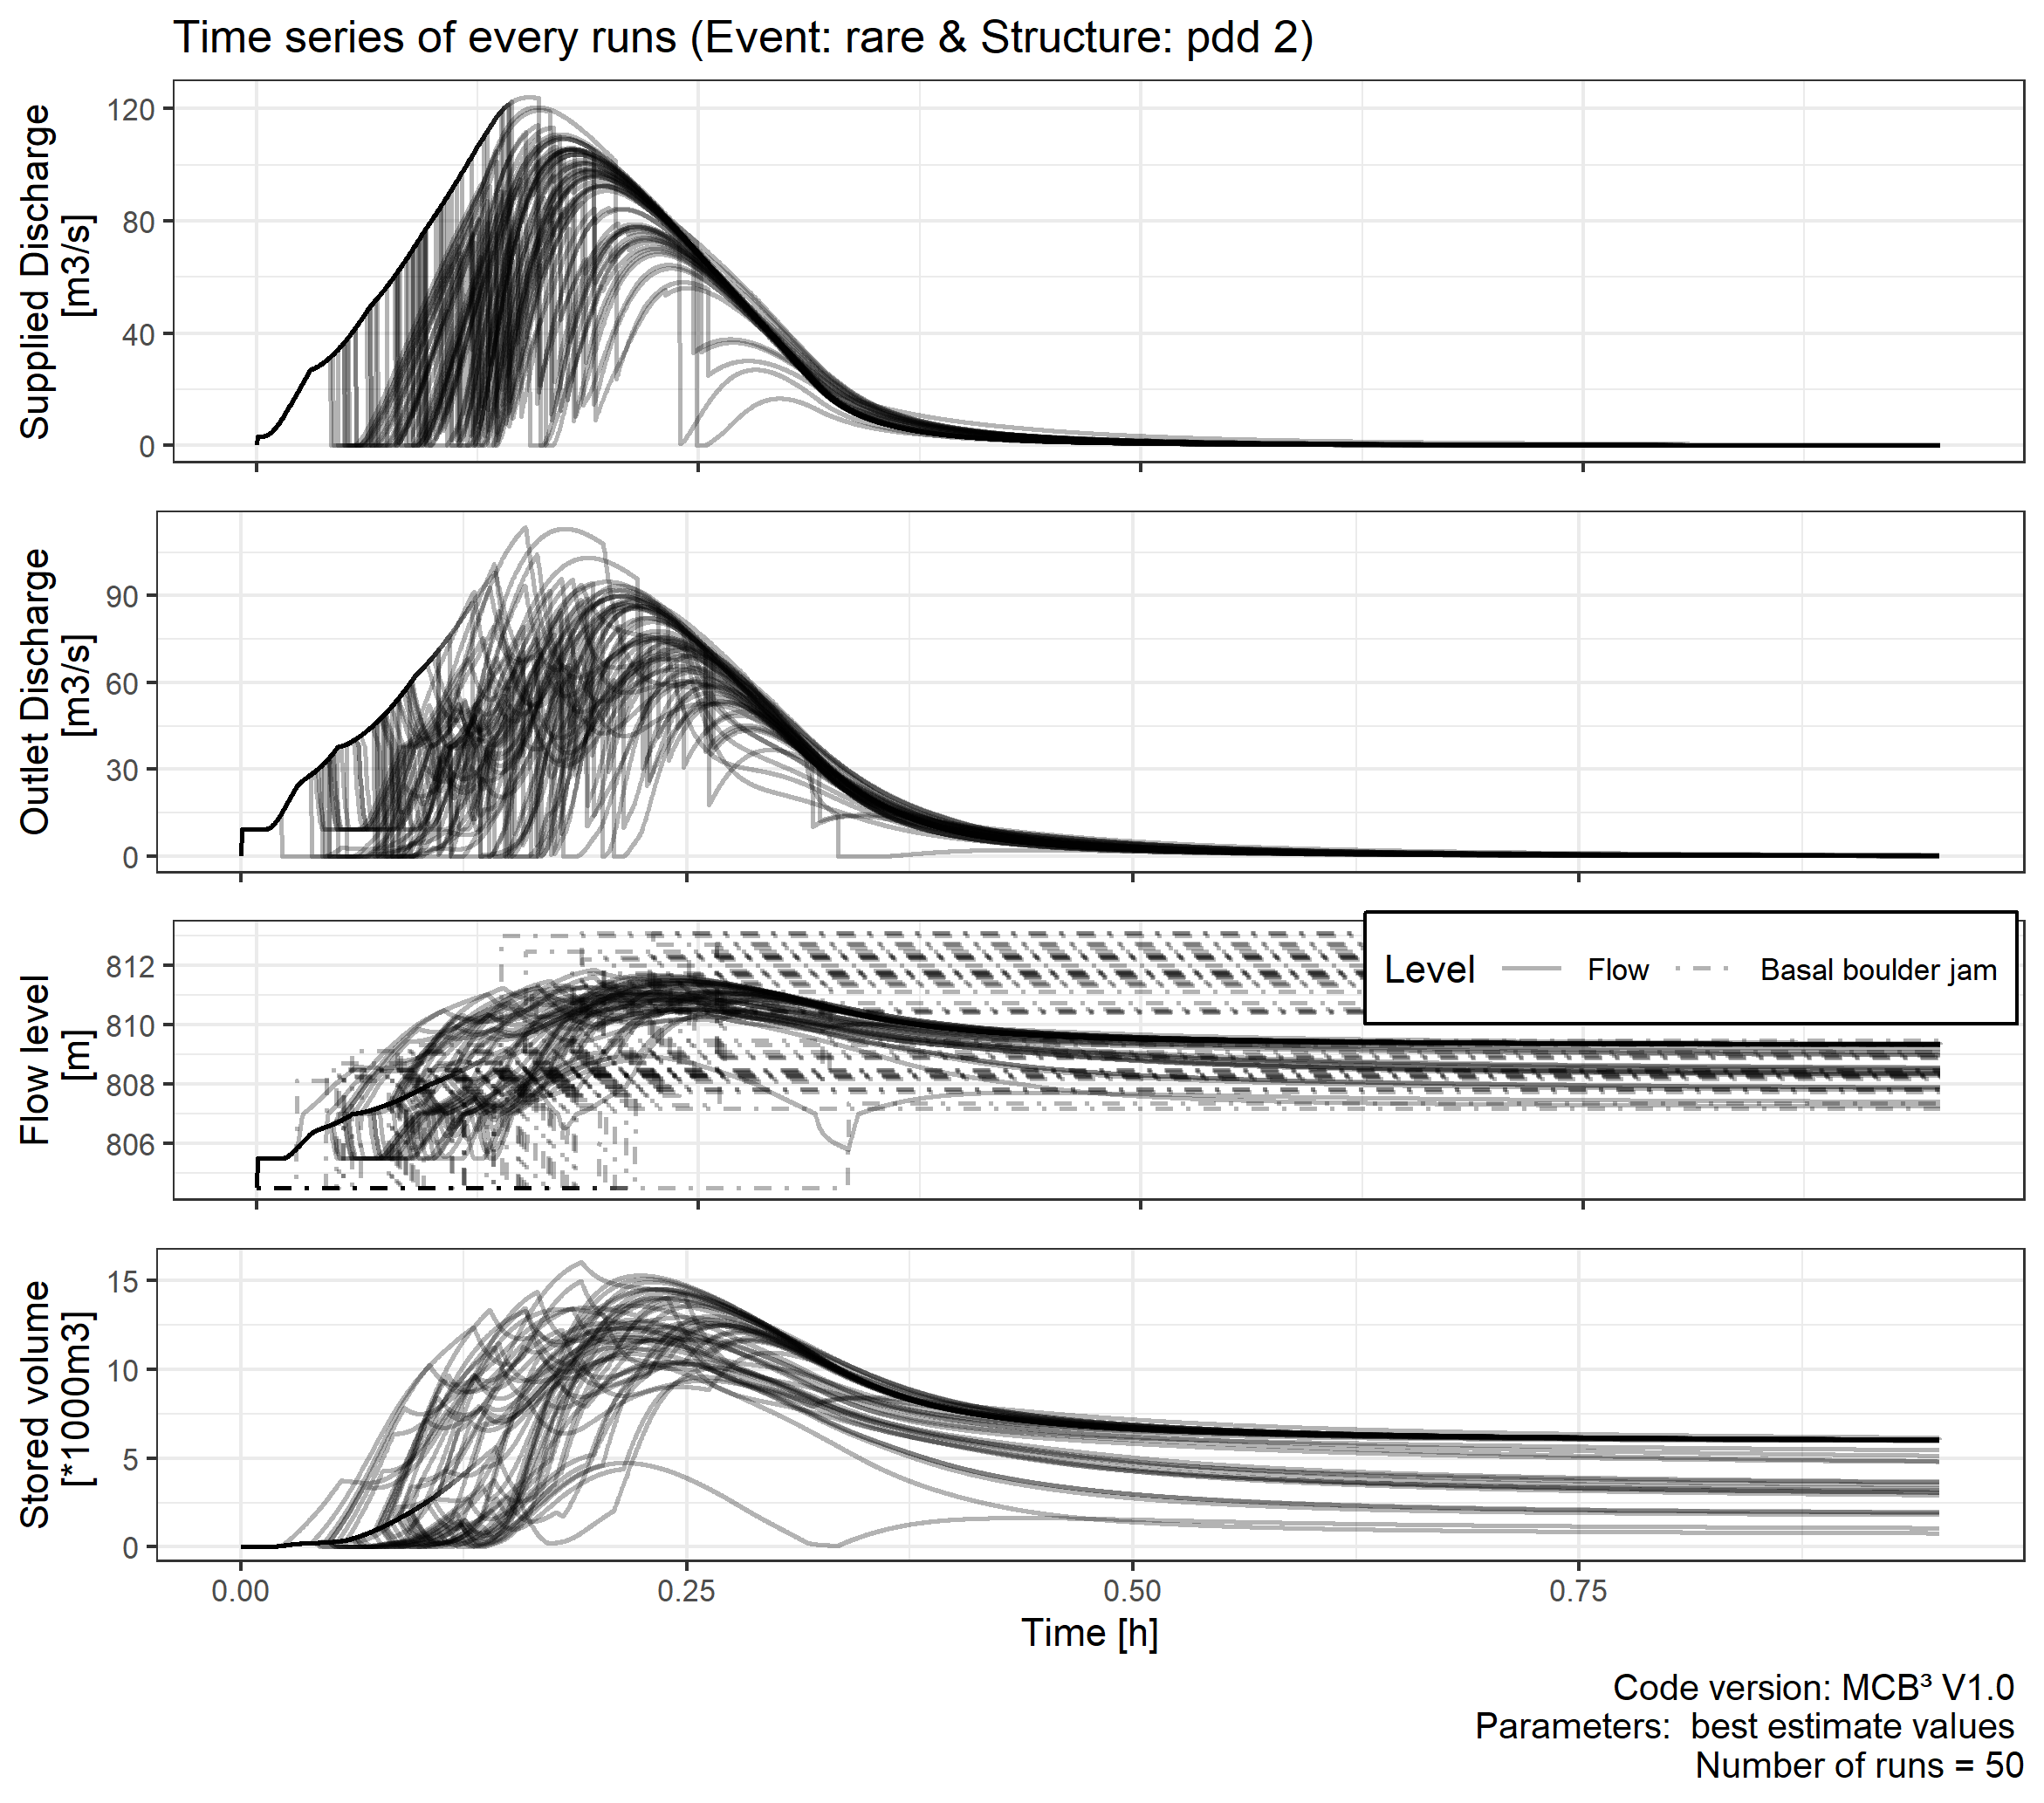 Time series of every runs (Event: rare & Structure: pdd 2)
Supplied Discharge
[m3/s]
120
80
40
0
Outlet Discharge
[m3/s]
90
60
30
0
Flow level
[m]
812
810
808
806
Level
Flow
Basal boulder jam
Stored volume
[*1000m3]
15
10
5
0
0.00
0.25
0.50
0.75
Time [h]
Code version: MCB³ V1.0
Parameters:  best estimate values
Number of runs = 50